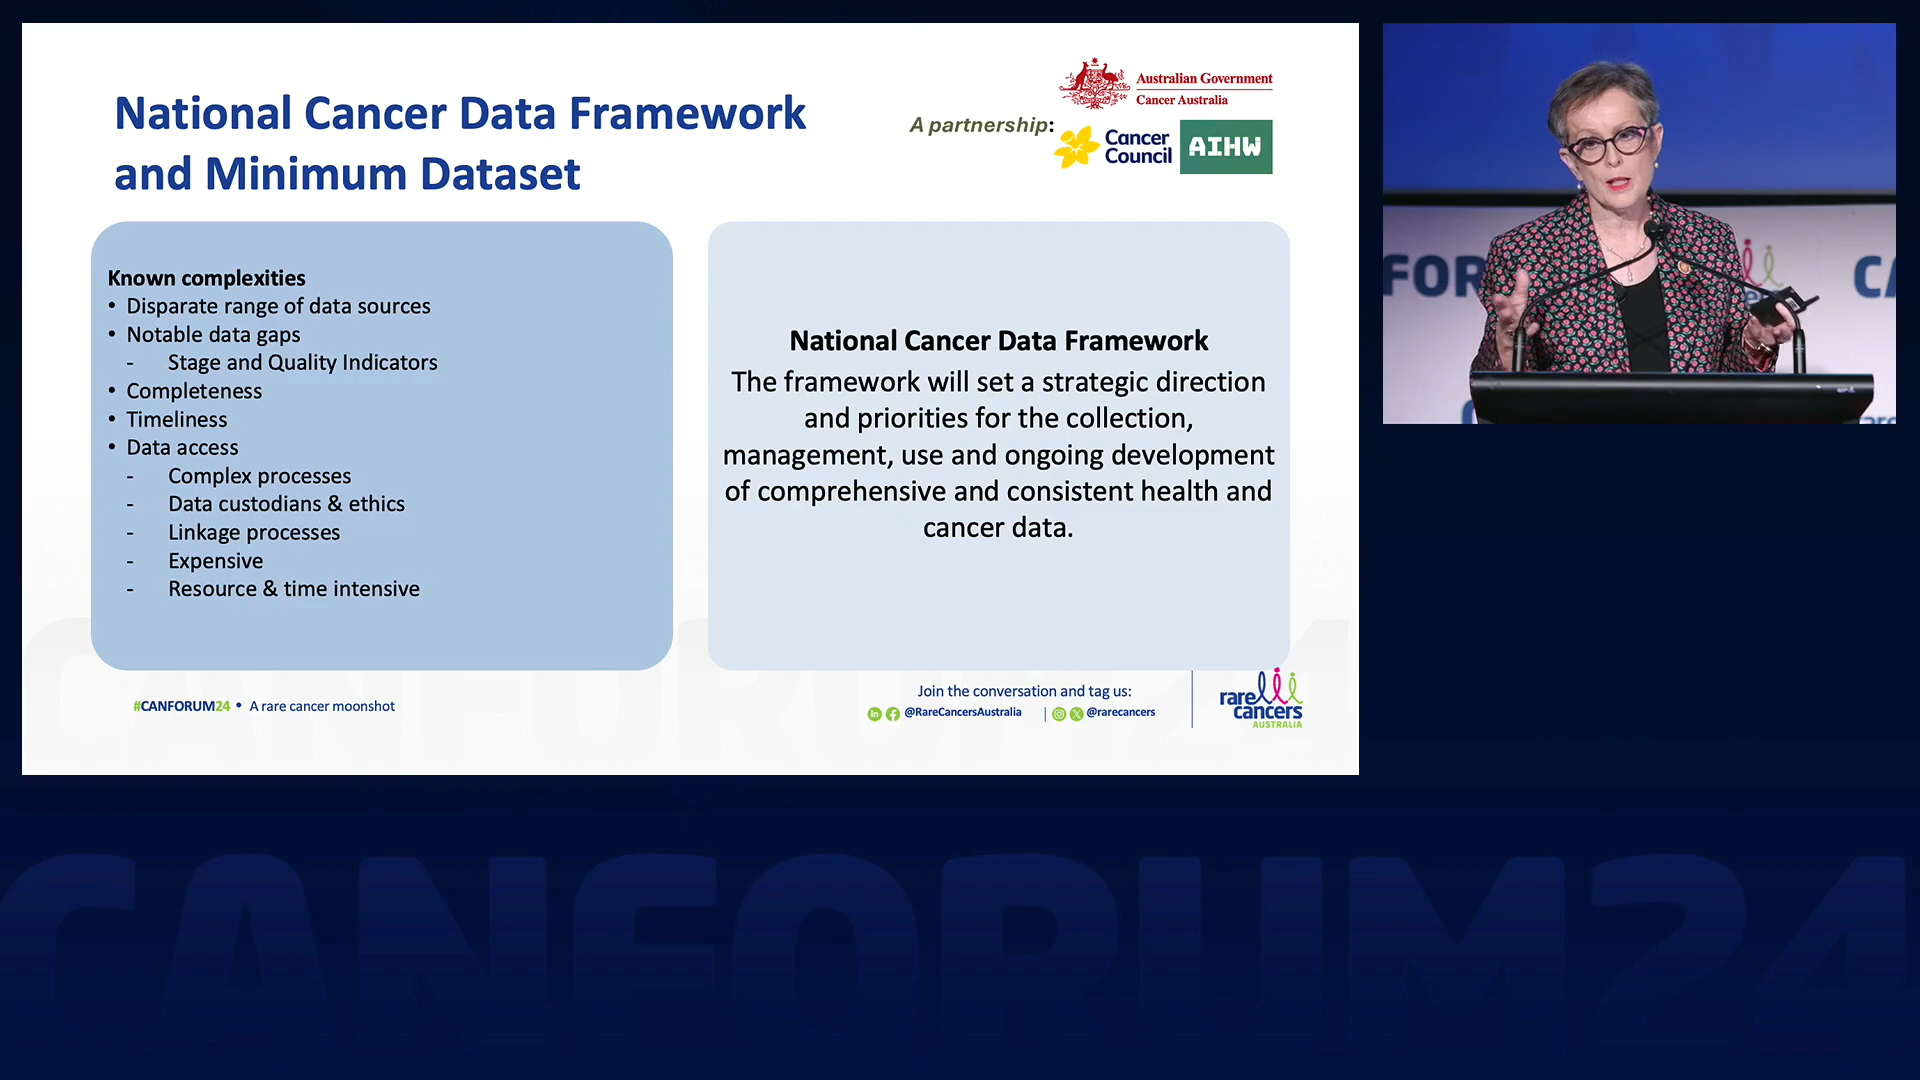 National Cancer Data Framework
and Minimum Dataset
A partnership:
Australian Government
Cancer Australia
Cancer
Council
AIHW
Known complexities
• Disparate range of data sources
• Notable data gaps
- Stage and Quality Indicators
• Completeness
• Timeliness
• Data access
- Complex processes
- Data custodians & ethics
- Linkage processes
- Expensive
- Resource & time intensive
National Cancer Data Framework
The framework will set a strategic direction
and priorities for the collection,
management, use and ongoing development
of comprehensive and consistent health and
cancer data.
#CANFORUM24 • A rare cancer moonshot
Join the conversation and tag us:
@RareCancersAustralia | @rarecancers
rare
cancers
AUSTRALIA
FOR
CA
CANFORUM24